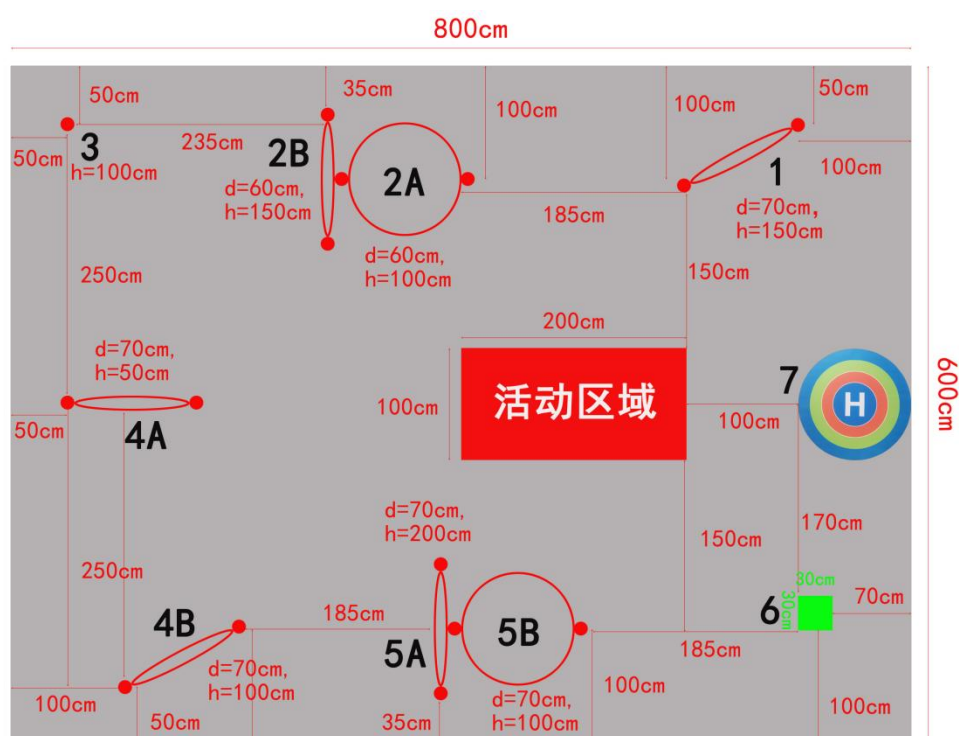 800cm
50cm
35cm
100cm
100cm
50cm
3
235cm
2B
2A
1
100cm
50cm
h=100cm
d=60cm,
h=150cm
185cm
d=70cm,
h=150cm
d=60cm,
h=100cm
250cm
150cm
200cm
d=70cm,
h=50cm
100cm
活动区域
7
H
600cm
50cm
4A
100cm
d=70cm,
h=200cm
150cm
170cm
250cm
30cm
30cm
6
70cm
4B
185cm
5A
5B
185cm
d=70cm,
h=100cm
100cm
100cm
50cm
35cm
d=70cm,
h=100cm
100cm